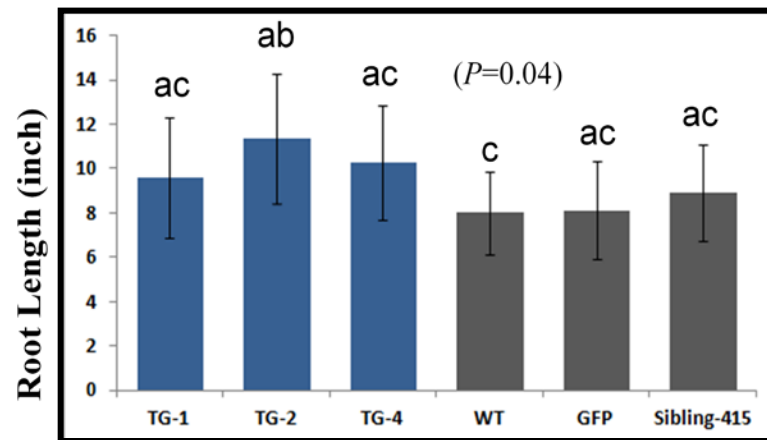 Root Length (inch)
16
14
12
10
8
6
4
2
0
ac
ab
ac
(P=0.04)
c
ac
ac
TG-1 TG-2 TG-4 WT GFP Sibling-415